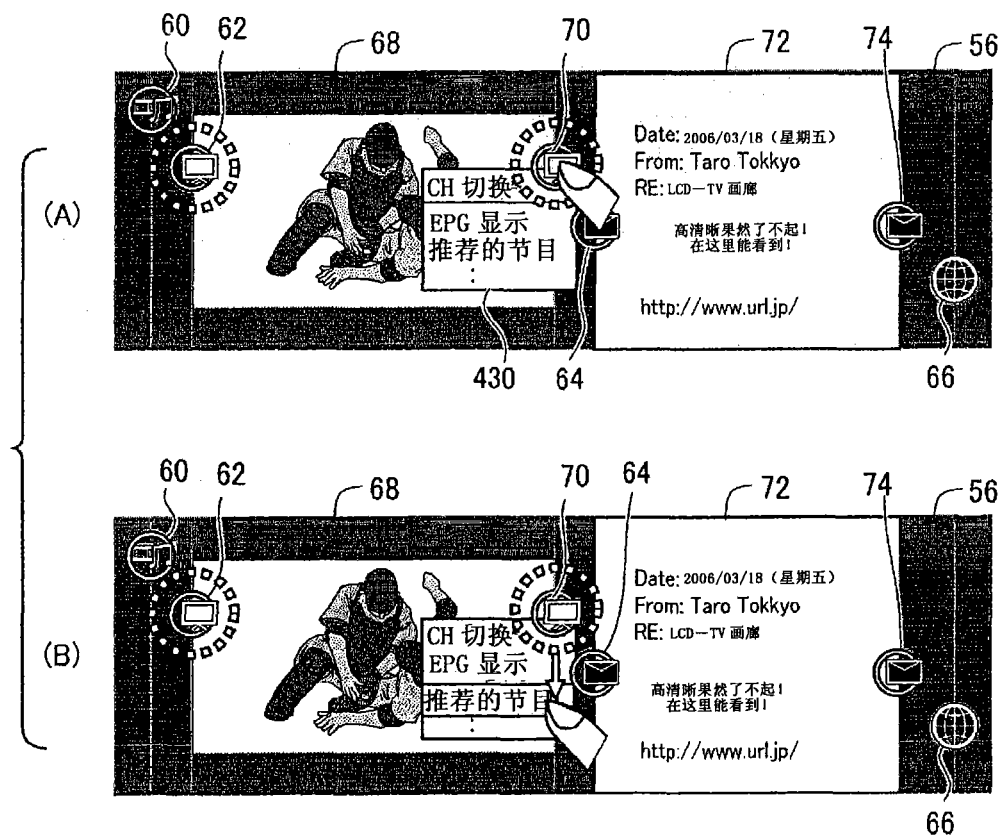 60 62 68 70 72 74 56
(A)
CH 切换
EPG 显示
推荐的节目
:
Date: 2006/03/18 (星期五)
From: Taro Tokkyo
RE: LCD-TV 画廊
高清晰果然了不起!
在这里能看到!
http://www.url.jp/
430 64 66
60 62 68 70 64 72 74 56
(B)
CH 切换
EPG 显示
推荐的节目
:
Date: 2006/03/18 (星期五)
From: Taro Tokkyo
RE: LCD-TV 画廊
高清晰果然了不起!
在这里能看到!
http://www.url.jp/
66